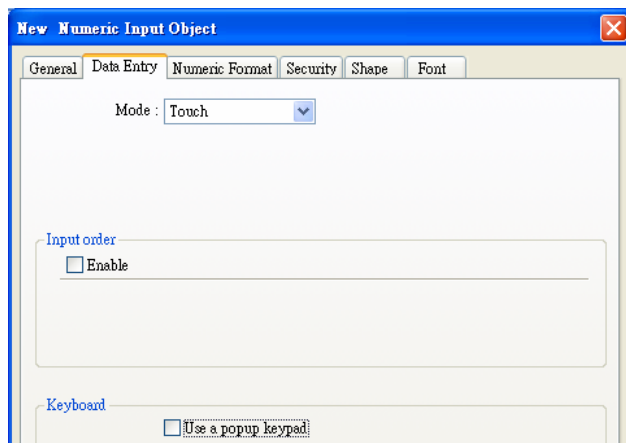 New Numeric Input Object
General Data Entry Numeric Format Security Shape Font
Mode : Touch
Input order
Enable
Keyboard
Use a popup keypad